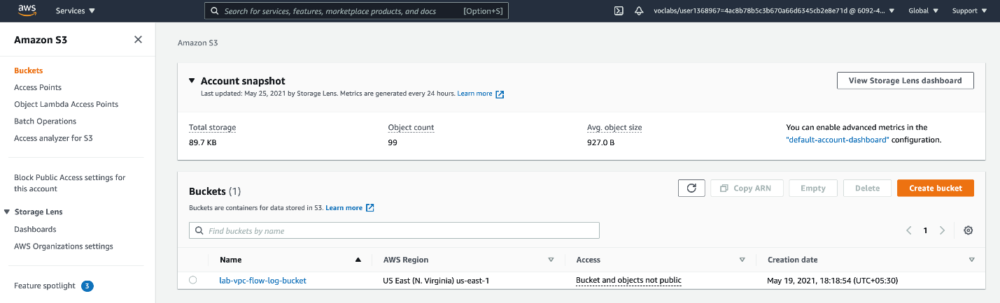 aws
Services
Search for services, features, marketplace products, and docs [Option+S]
voclabs/user1368967=4ac8b78b5c3b670a66d6345cb2e8e71d @ 6092-4...
Global
Support
Amazon S3
Buckets
Access Points
Object Lambda Access Points
Batch Operations
Access analyzer for S3
Block Public Access settings for
this account
Storage Lens
Dashboards
AWS Organizations settings
Feature spotlight 3
Amazon S3
Account snapshot
Last updated: May 25, 2021 by Storage Lens. Metrics are generated every 24 hours. Learn more
View Storage Lens dashboard
Total storage
89.7 KB
Object count
99
Avg. object size
927.0 B
You can enable advanced metrics in the
"default-account-dashboard" configuration.
Buckets (1)
Buckets are containers for data stored in S3. Learn more
Copy ARN
Empty
Delete
Create bucket
Find buckets by name
1
Name AWS Region Access Creation date
lab-vpc-flow-log-bucket US East (N. Virginia) us-east-1 Bucket and objects not public May 19, 2021, 18:18:54 (UTC+05:30)